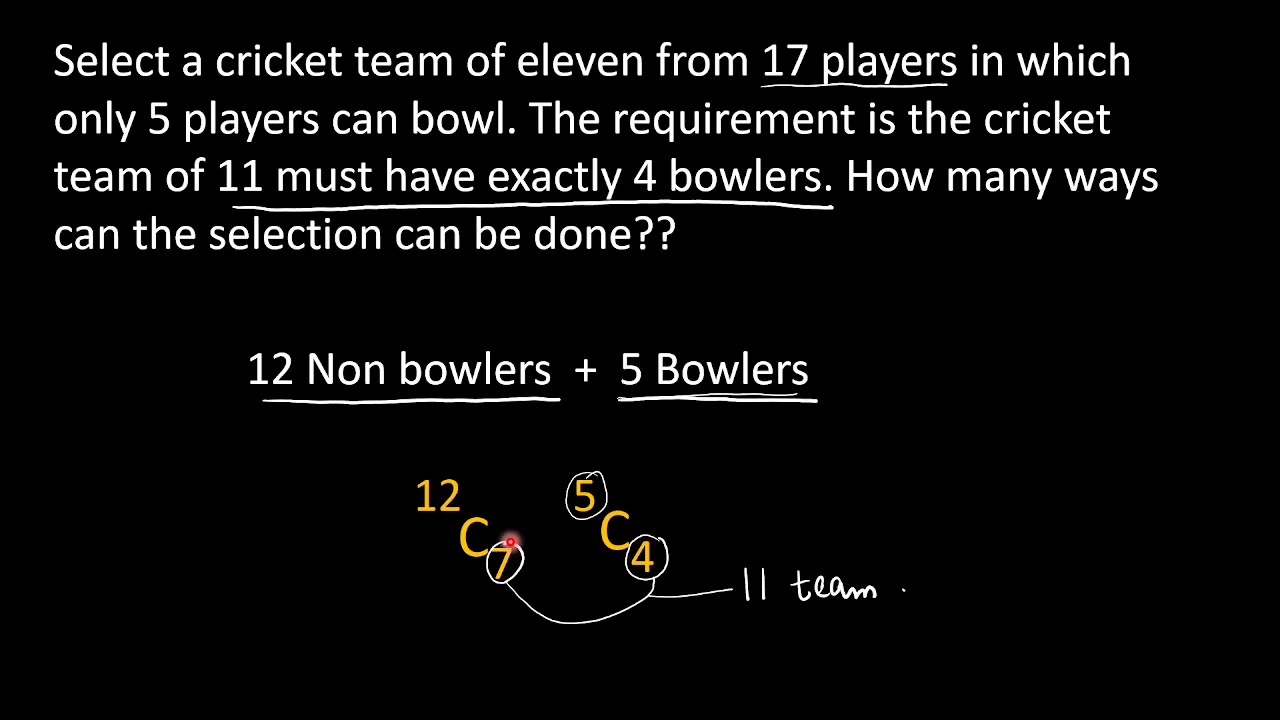 Select a cricket team of eleven from 17 players in which
only 5 players can bowl. The requirement is the cricket
team of 11 must have exactly 4 bowlers. How many ways
can the selection can be done??
12 Non bowlers + 5 Bowlers
12 C 7 5 C 4
11 team .